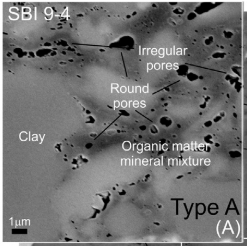 SBI 9-4
Irregular
pores
Round
pores
Clay
Organic matter
mineral mixture
Type A
(A)
1µm